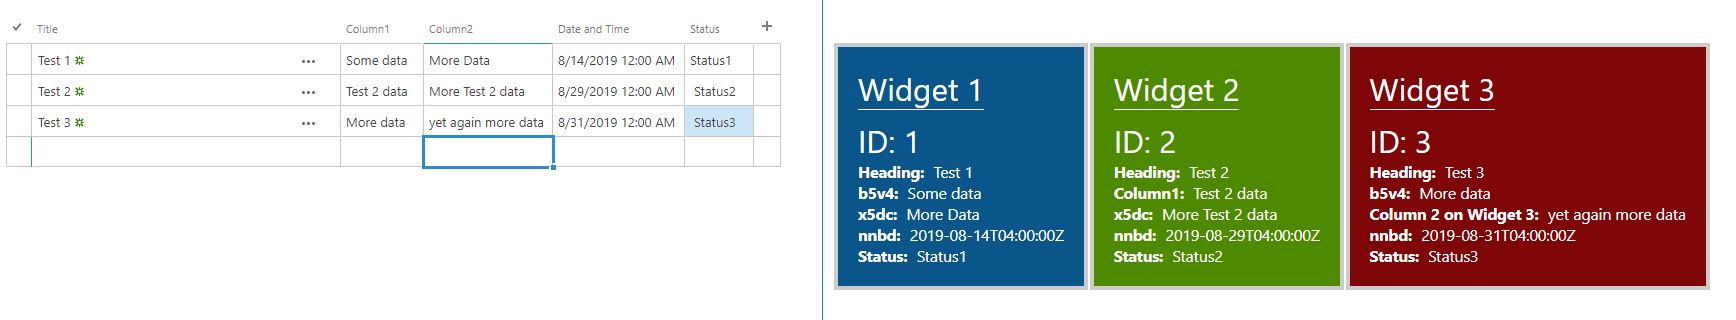 Title Column1 Column2 Date and Time Status
Test 1 Some data More Data 8/14/2019 12:00 AM Status1
Test 2 Test 2 data More Test 2 data 8/29/2019 12:00 AM Status2
Test 3 More data yet again more data 8/31/2019 12:00 AM Status3
Widget 1
ID: 1
Heading: Test 1
b5v4: Some data
x5dc: More Data
nnbd: 2019-08-14T04:00:00Z
Status: Status1
Widget 2
ID: 2
Heading: Test 2
Column1: Test 2 data
x5dc: More Test 2 data
nnbd: 2019-08-29T04:00:00Z
Status: Status2
Widget 3
ID: 3
Heading: Test 3
b5v4: More data
Column 2 on Widget 3: yet again more data
nnbd: 2019-08-31T04:00:00Z
Status: Status3